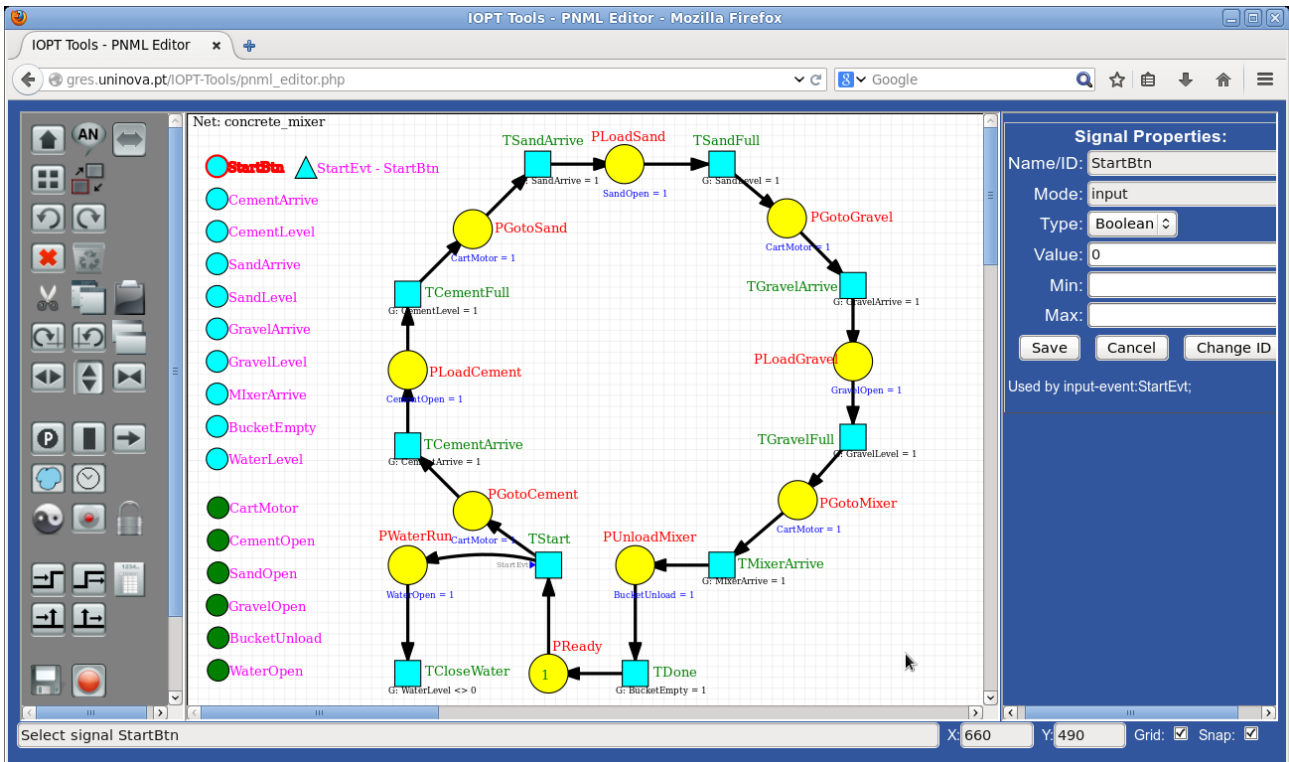 IOPT Tools - PNML Editor - Mozilla Firefox
IOPT Tools - PNML Editor
gres.uninova.pt/IOPT-Tools/pnml_editor.php
Google
AN
P
Net: concrete_mixer
StartBtn
StartEvt - StartBtn
CementArrive
CementLevel
SandArrive
SandLevel
GravelArrive
GravelLevel
MIxerArrive
BucketEmpty
WaterLevel
CartMotor
CementOpen
SandOpen
GravelOpen
BucketUnload
WaterOpen
TSandArrive
G: SandArrive = 1
PLoadSand
SandOpen = 1
TSandFull
G: SandLevel = 1
PGotoSand
CartMotor = 1
PGotoGravel
CartMotor = 1
TCementFull
G: CementLevel = 1
TGravelArrive
G: GravelArrive = 1
PLoadCement
CementOpen = 1
PLoadGravel
GravelOpen = 1
TCementArrive
G: CementArrive = 1
TGravelFull
G: GravelLevel = 1
PGotoCement
CartMotor = 1
PGotoMixer
CartMotor = 1
PWaterRun
WaterOpen = 1
TStart
StartEvt
PUnloadMixer
BucketUnload = 1
TMixerArrive
G: MIxerArrive = 1
PReady
1
TCloseWater
G: WaterLevel <> 0
TDone
G: BucketEmpty = 1
Signal Properties:
Name/ID: StartBtn
Mode: input
Type: Boolean
Value: 0
Min:
Max:
Save Cancel Change ID
Used by input-event:StartEvt;
Select signal StartBtn
X: 660 Y: 490 Grid: Snap: